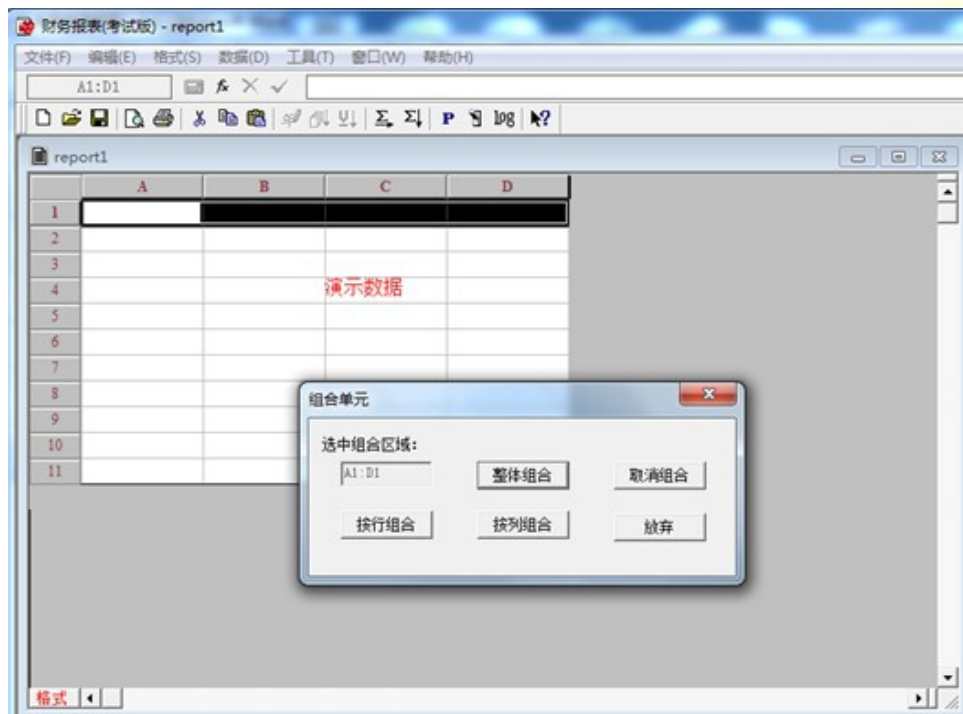 财务报表(考试版) - report1
文件(F) 编辑(E) 格式(S) 数据(D) 工具(T) 窗口(W) 帮助(H)
A1:D1 fx
Σ Σ P log ?
report1
A B C D
1
2
3
4 演示数据
5
6
7
8
9
10
11
组合单元
选中组合区域:
A1:D1 整体组合 取消组合
按行组合 按列组合 放弃
格式